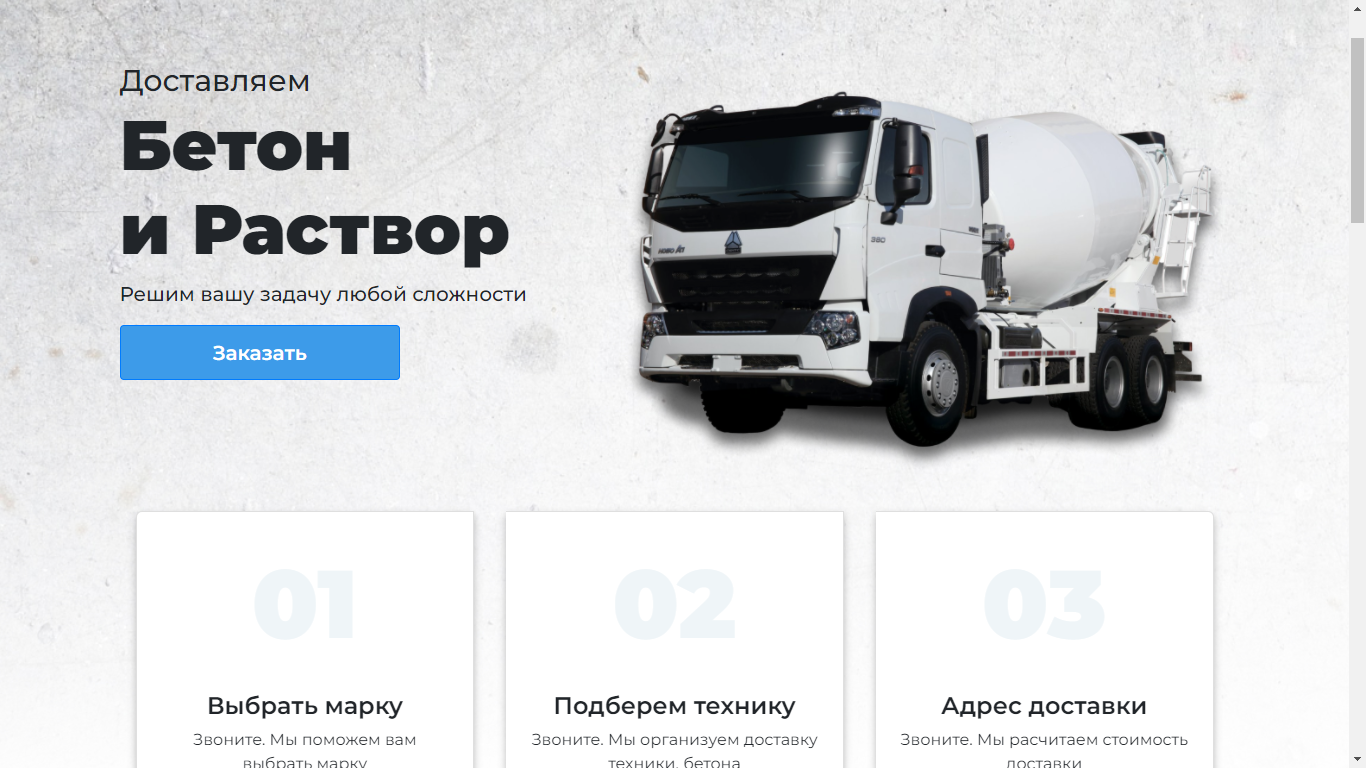 Доставляем
Бетон
и Раствор
Решим вашу задачу любой сложности
Заказать
380
01
02
03
Выбрать марку
Подберем технику
Адрес доставки
Звоните. Мы поможем вам
выбрать марку
Звоните. Мы организуем доставку
техники, бетона
Звоните. Мы расчитаем стоимость
доставки